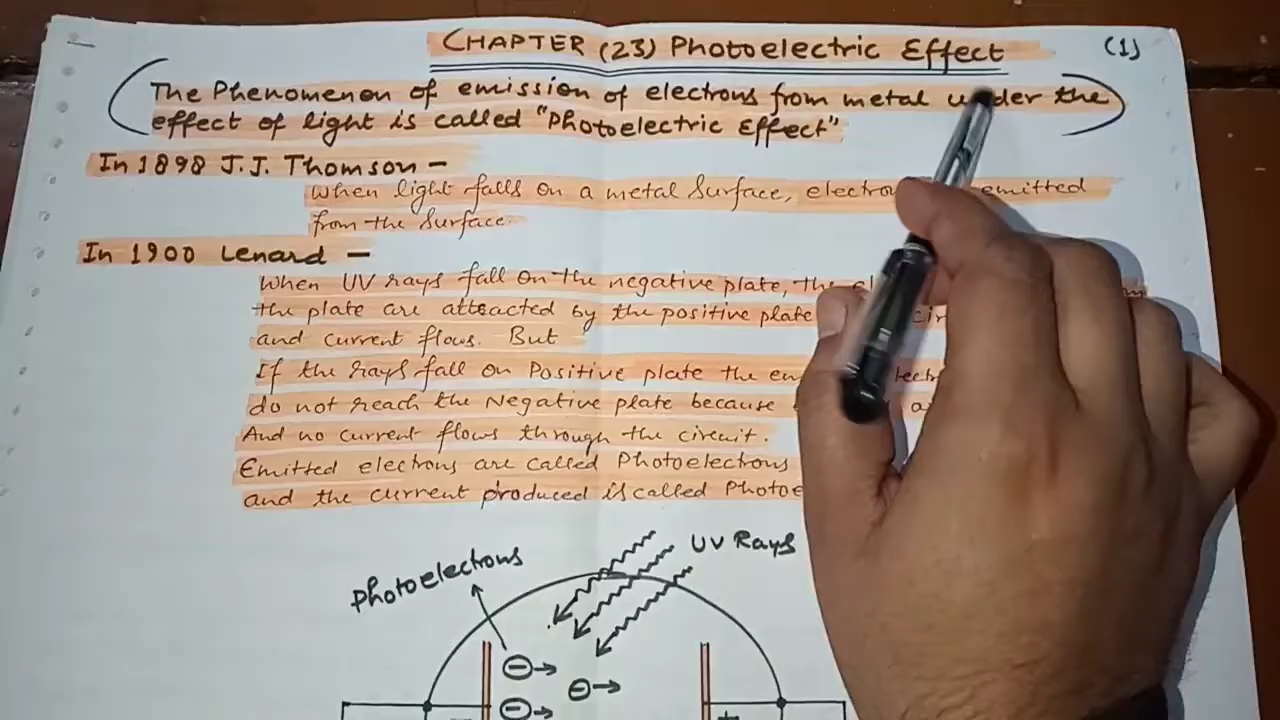 CHAPTER (23) Photoelectric Effect (1)
The Phenomenon of emission of electrons from metal under the
effect of light is called "Photoelectric Effect"
In 1898 J.J. Thomson -
When light falls on a metal surface, emitted
from the surface.
In 1900 Lenard -
When UV rays fall on the negative plate, the
the plate are attracted by the positive plate
and current flows. But
If the rays fall on Positive plate the
do not reach the Negative plate because
And no current flows through the circuit.
Emitted electrons are called Photoelectrons
and the current produced is called
UV Rays
Photoelectrons